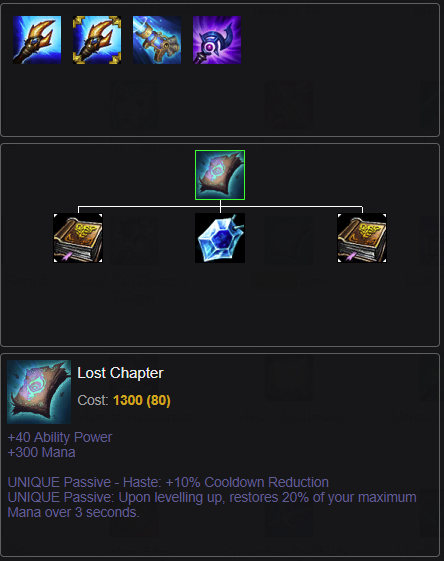 Lost Chapter
Cost: 1300 (80)
+40 Ability Power
+300 Mana
UNIQUE Passive - Haste: +10% Cooldown Reduction
UNIQUE Passive: Upon levelling up, restores 20% of your maximum
Mana over 3 seconds.